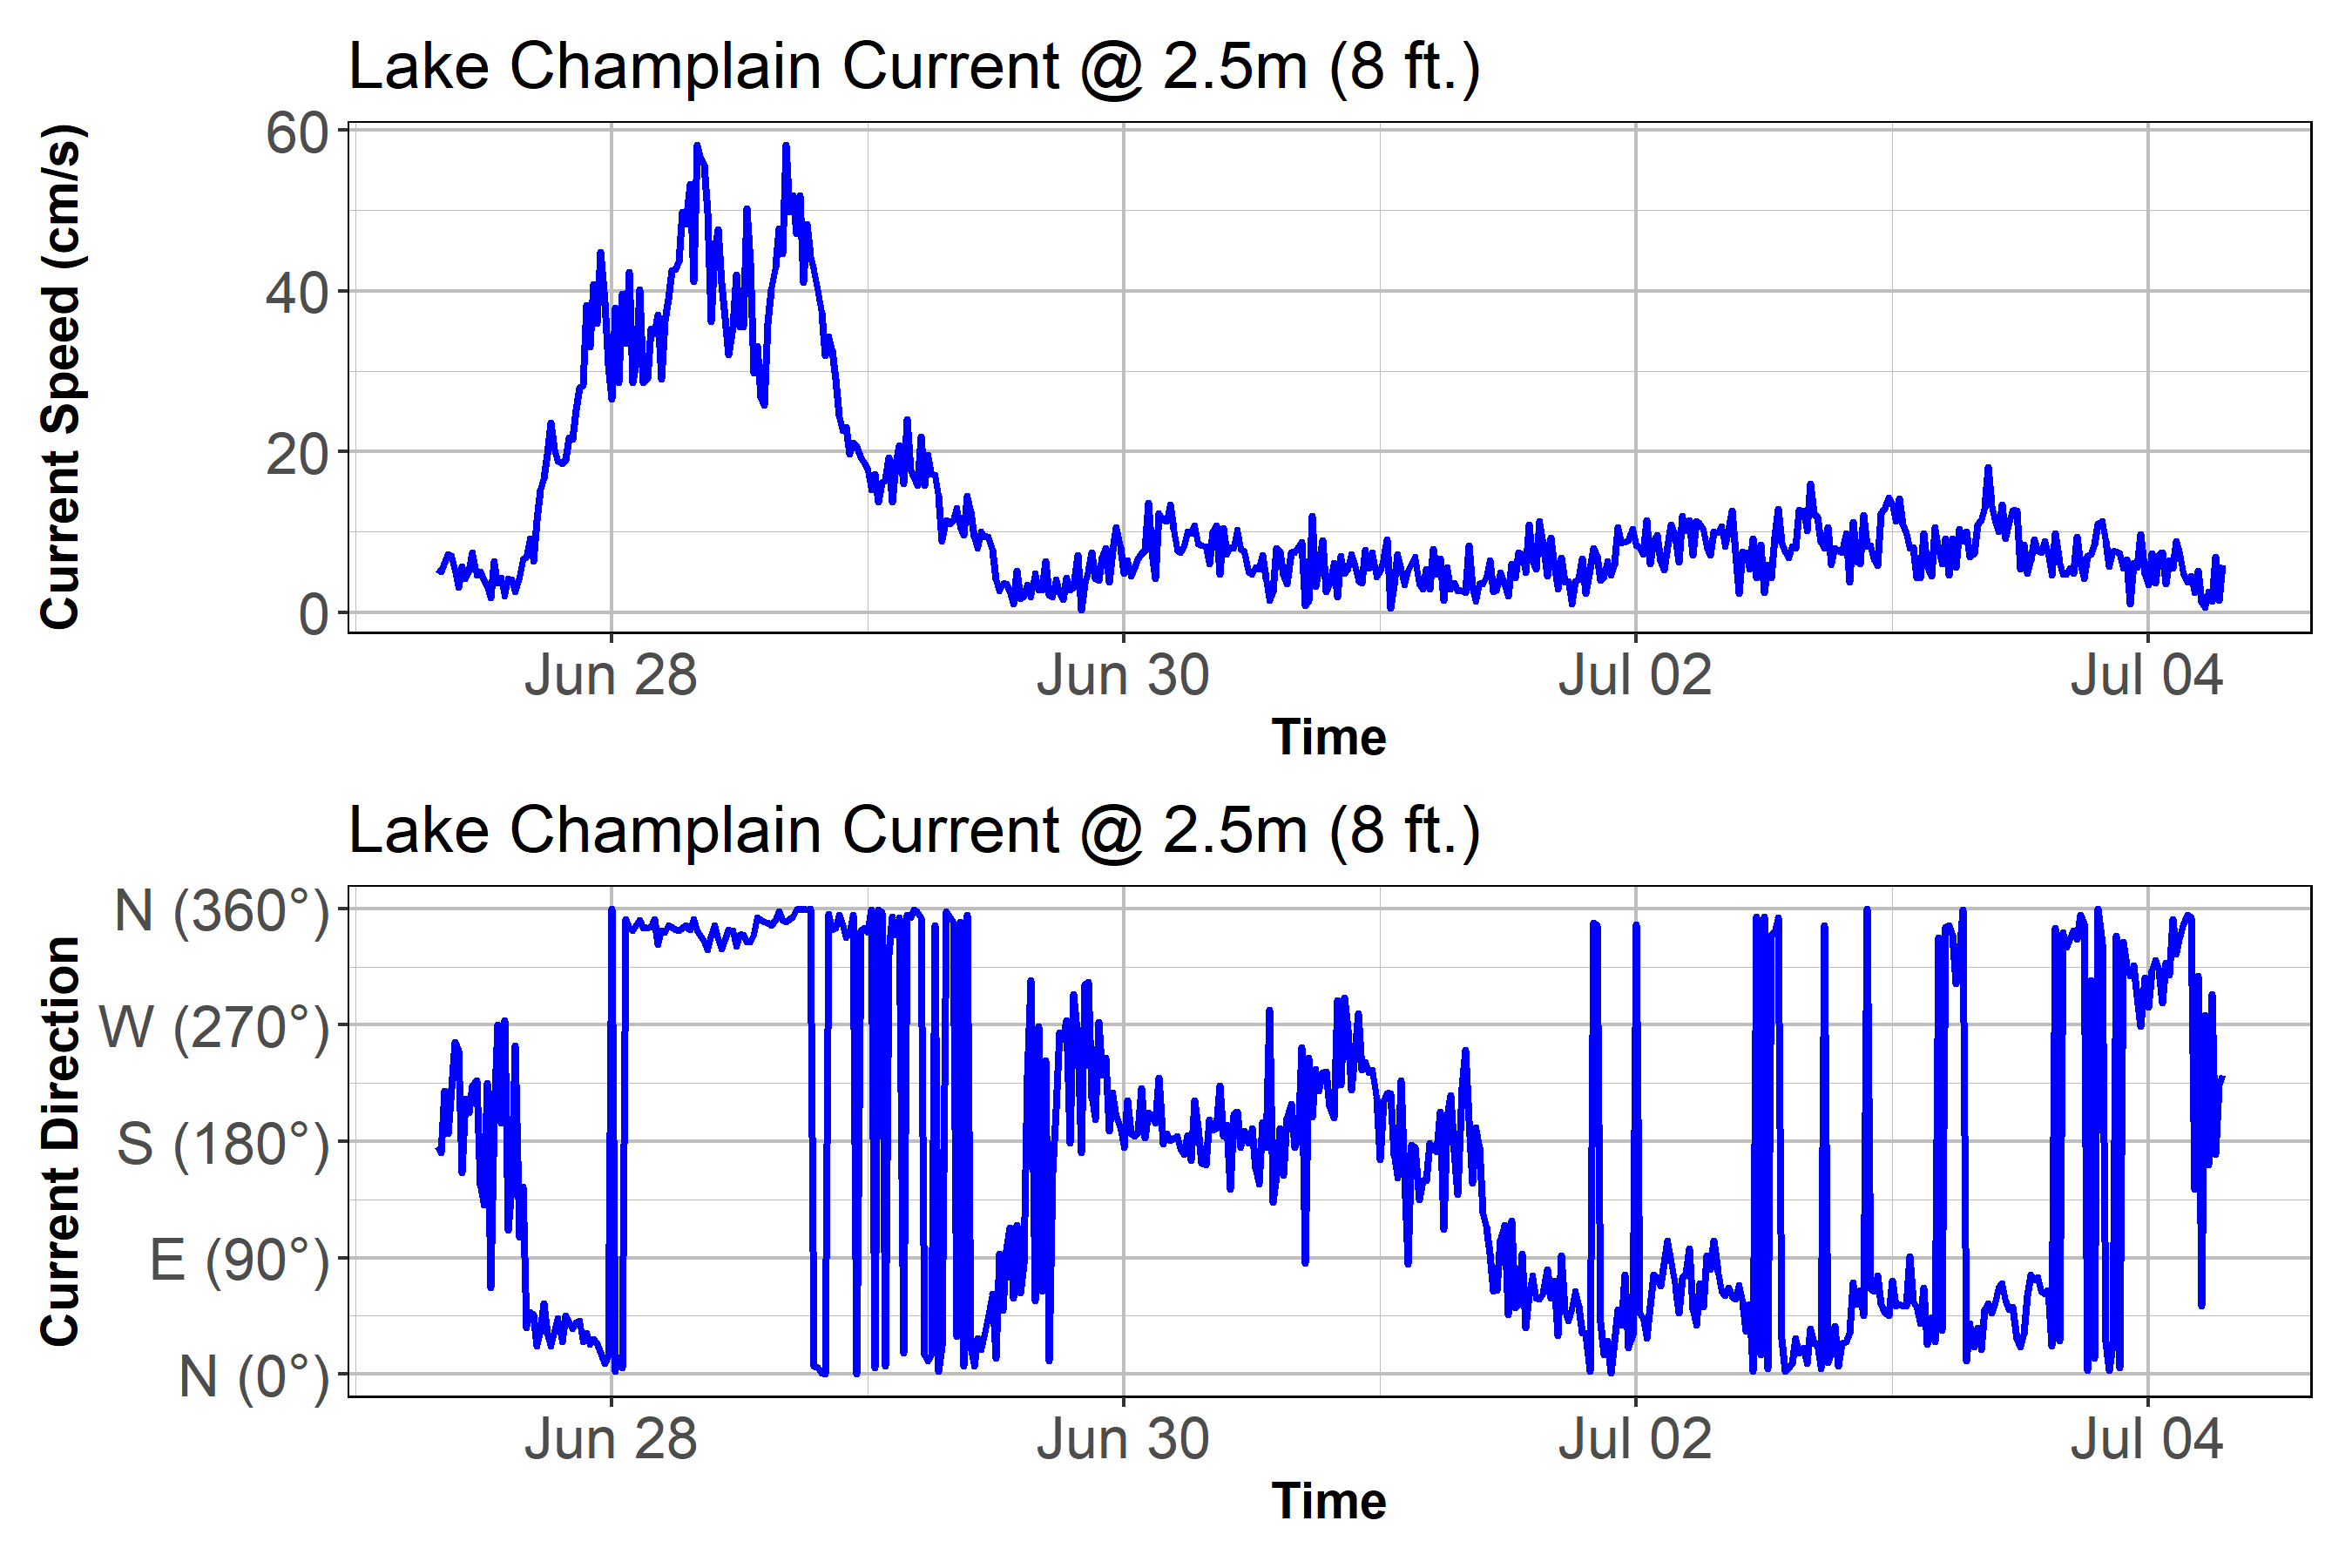 Lake Champlain Current @ 2.5m (8 ft.)
Current Speed (cm/s)
60
40
20
0
Jun 28
Jun 30
Jul 02
Jul 04
Time
Lake Champlain Current @ 2.5m (8 ft.)
Current Direction
N (360°)
W (270°)
S (180°)
E (90°)
N (0°)
Jun 28
Jun 30
Jul 02
Jul 04
Time